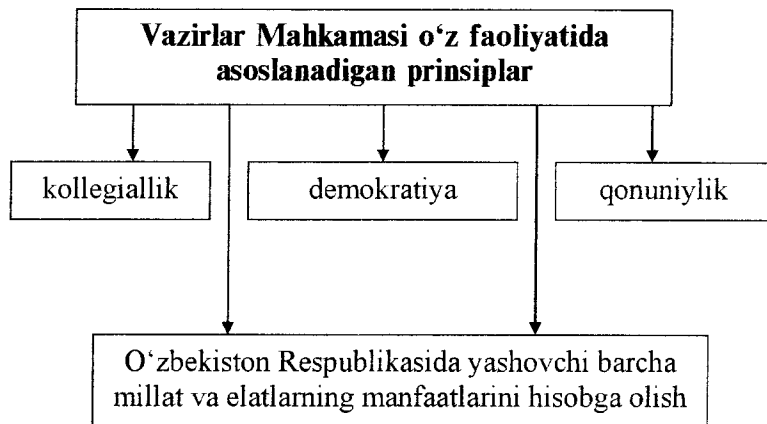 Vazirlar Mahkamasi o‘z faoliyatida
asoslanadigan prinsiplar
kollegiallik
demokratiya
qonuniylik
O‘zbekiston Respublikasida yashovchi barcha
millat va elatlarning manfaatlarini hisobga olish